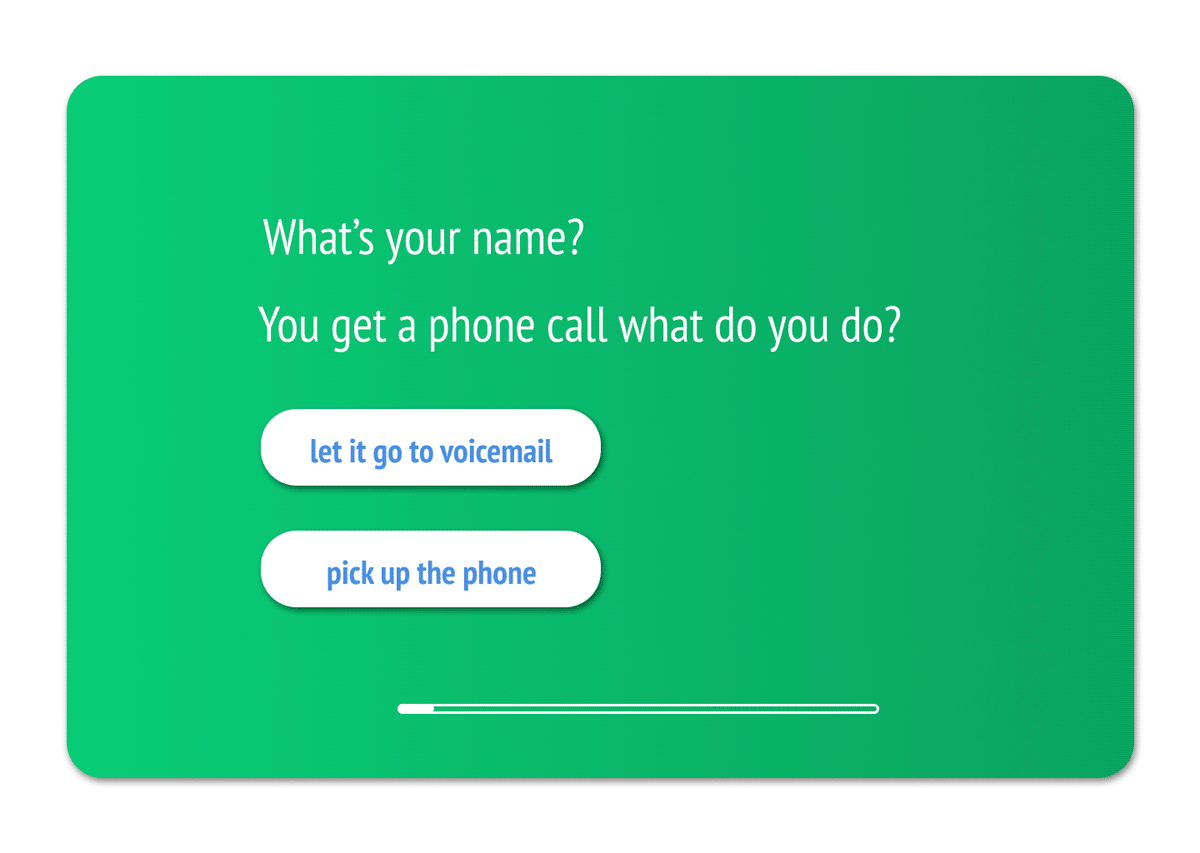 What’s your name?
You get a phone call what do you do?
let it go to voicemail
pick up the phone